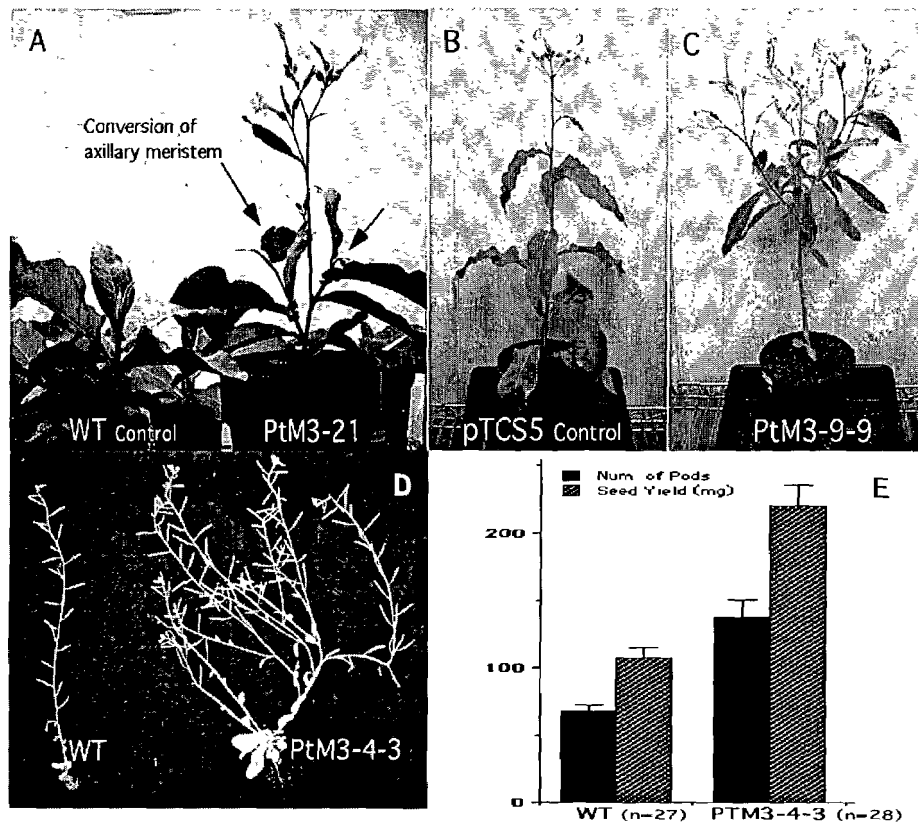 A
Conversion of
axillary meristem
WT Control
PtM3-21
B
pTCS5 Control
C
PtM3-9-9
D
WT
PtM3-4-3
E
Num. of Pods
Seed Yield (mg)
200
100
0
WT (n=27)
PTM3-4-3 (n=28)